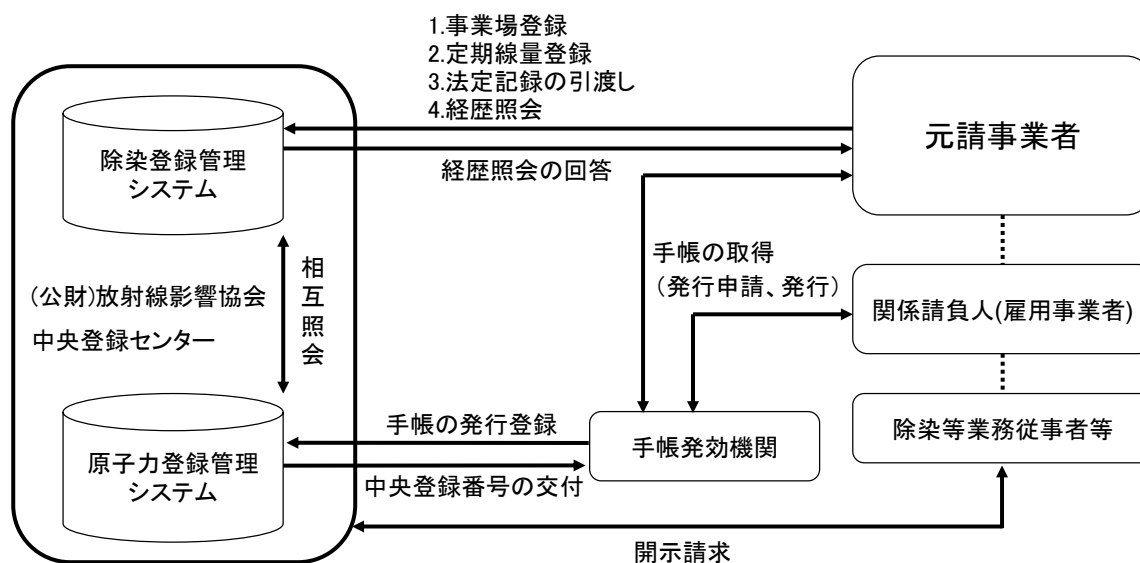 1.事業場登録
2.定期線量登録
3.法定記録の引渡し
4.経歴照会
元請事業者
除染登録管理
システム
経歴照会の回答
手帳の取得
（発行申請、発行）
相互照会
(公財)放射線影響協会
中央登録センター
関係請負人(雇用事業者)
手帳の発行登録
手帳発効機関
除染等業務従事者等
原子力登録管理
システム
中央登録番号の交付
開示請求